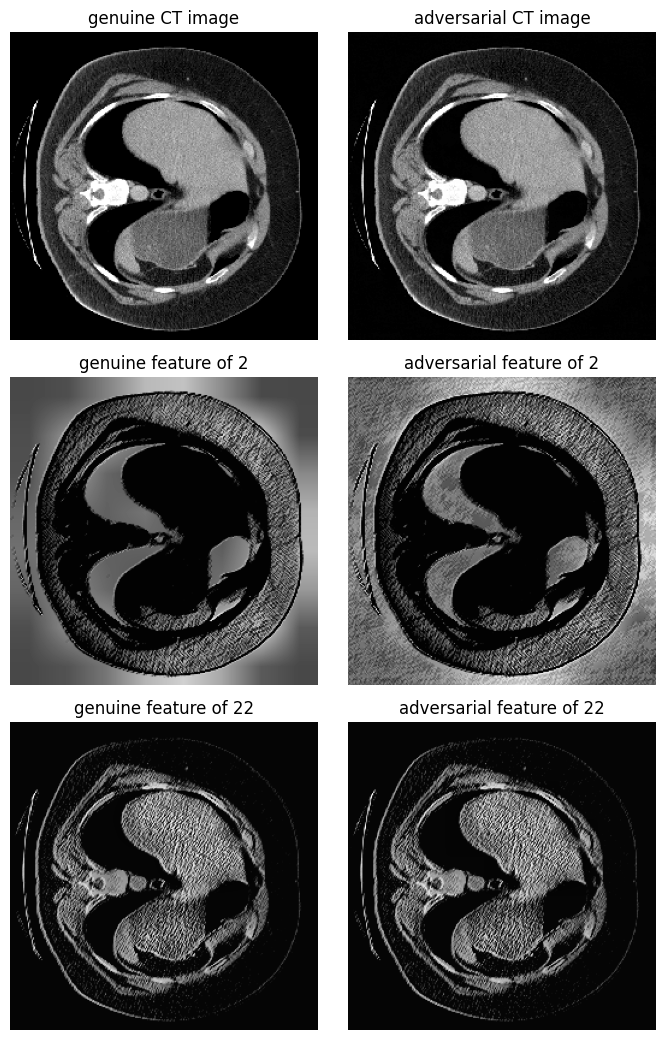 genuine CT image
adversarial CT image
genuine feature of 2
adversarial feature of 2
genuine feature of 22
adversarial feature of 22